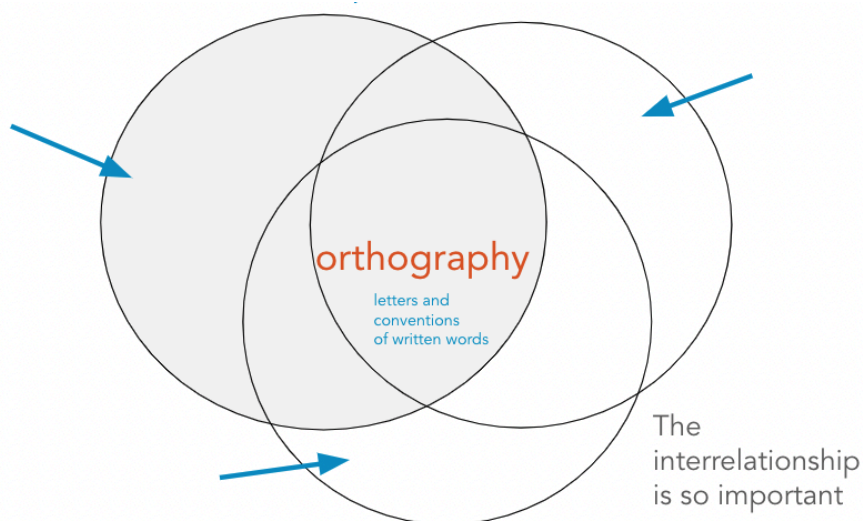 orthography
letters and
conventions
of written words
The
interrelationship
is so important